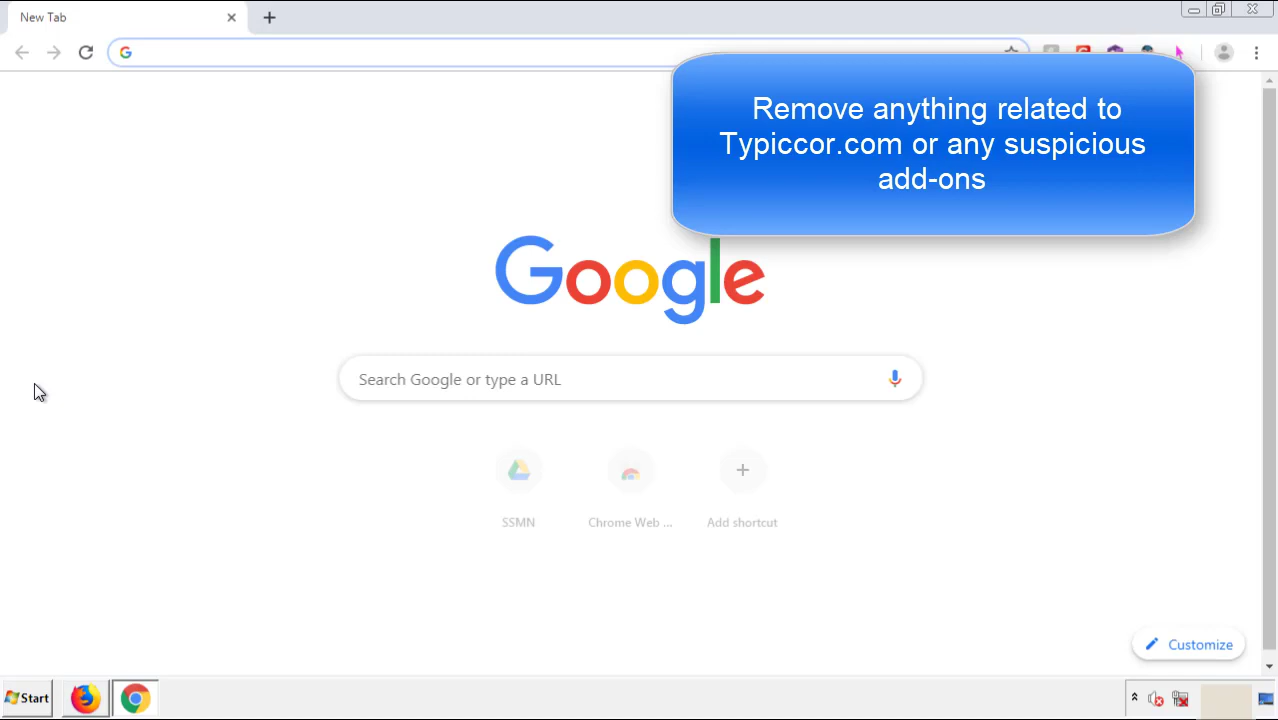 New Tab
Remove anything related to
Typiccor.com or any suspicious
add-ons
Google
Search Google or type a URL
SSMN
Chrome Web ...
Add shortcut
Customize
Start